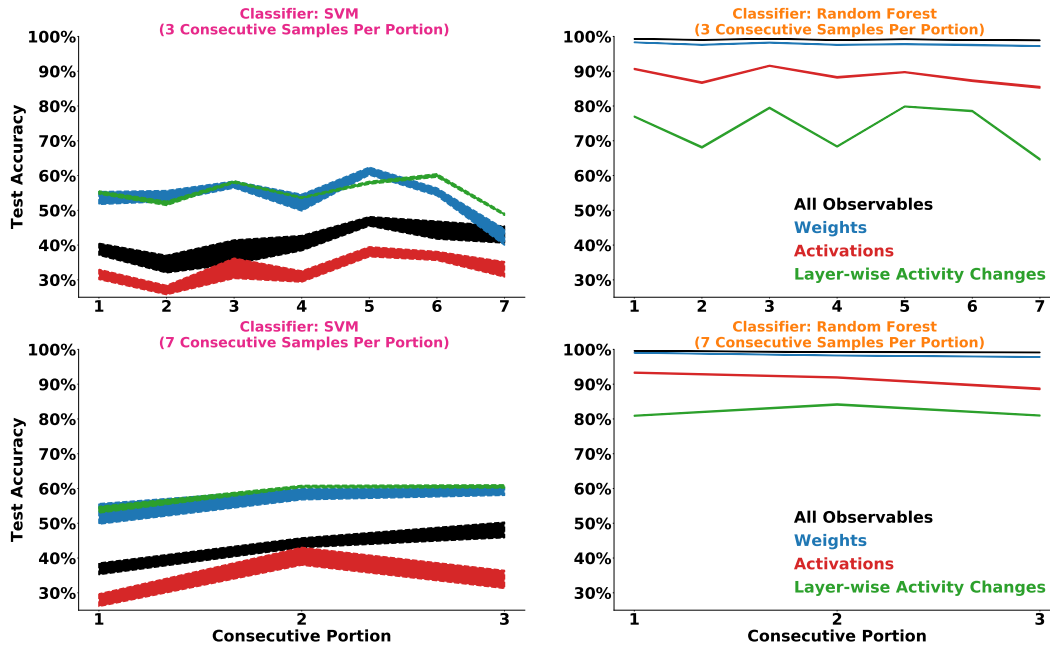 Classifier: SVM
(3 Consecutive Samples Per Portion)
100%
90%
80%
70%
60%
50%
40%
30%
Test Accuracy
1 2 3 4 5 6 7
Classifier: Random Forest
(3 Consecutive Samples Per Portion)
100%
90%
80%
70%
60%
50%
40%
30%
All Observables
Weights
Activations
Layer-wise Activity Changes
1 2 3 4 5 6 7
Classifier: SVM
(7 Consecutive Samples Per Portion)
100%
90%
80%
70%
60%
50%
40%
30%
Test Accuracy
1 2 3
Consecutive Portion
Classifier: Random Forest
(7 Consecutive Samples Per Portion)
100%
90%
80%
70%
60%
50%
40%
30%
All Observables
Weights
Activations
Layer-wise Activity Changes
1 2 3
Consecutive Portion